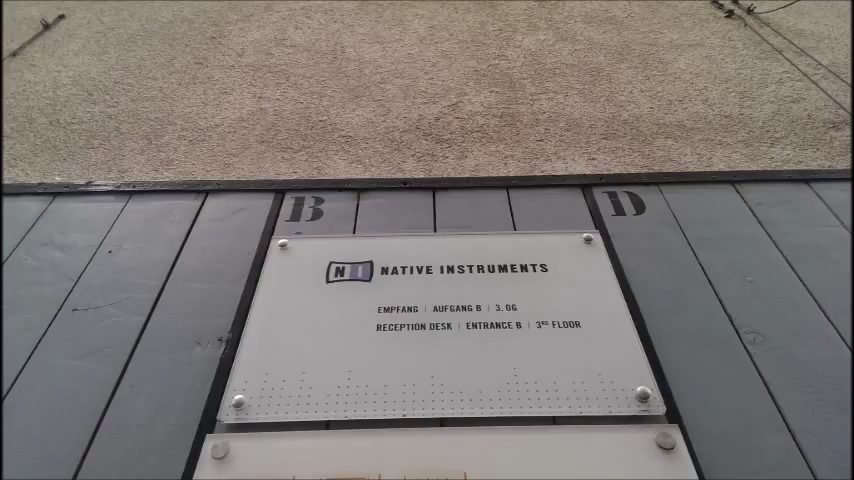 B D
NI NATIVE INSTRUMENTS
EMPFANG | AUFGANG B | 3. OG
RECEPTION DESK | ENTRANCE B | 3RD FLOOR